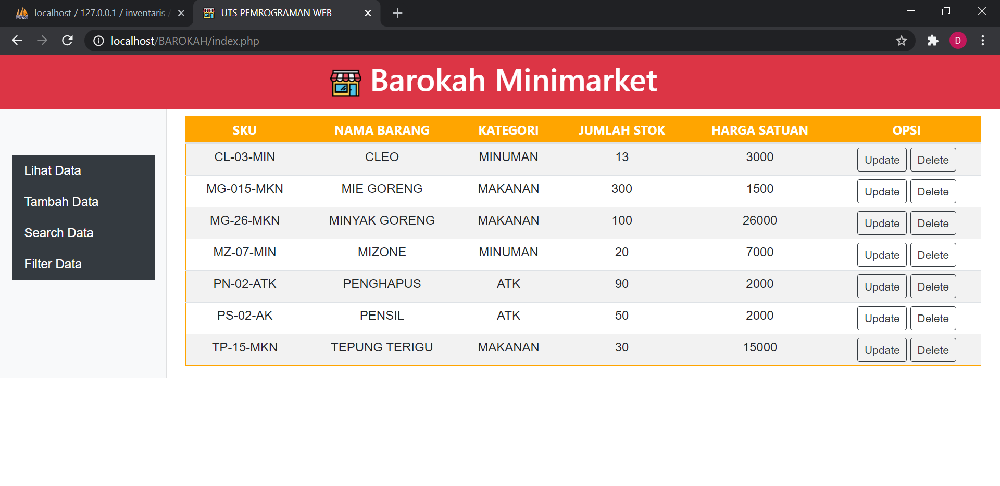 localhost / 127.0.0.1 / inventaris /
UTS PEMROGRAMAN WEB
localhost/BAROKAH/index.php
D
Barokah Minimarket
Lihat Data
Tambah Data
Search Data
Filter Data
SKU NAMA BARANG KATEGORI JUMLAH STOK HARGA SATUAN OPSI
CL-03-MIN CLEO MINUMAN 13 3000 Update Delete
MG-015-MKN MIE GORENG MAKANAN 300 1500 Update Delete
MG-26-MKN MINYAK GORENG MAKANAN 100 26000 Update Delete
MZ-07-MIN MIZONE MINUMAN 20 7000 Update Delete
PN-02-ATK PENGHAPUS ATK 90 2000 Update Delete
PS-02-AK PENSIL ATK 50 2000 Update Delete
TP-15-MKN TEPUNG TERIGU MAKANAN 30 15000 Update Delete